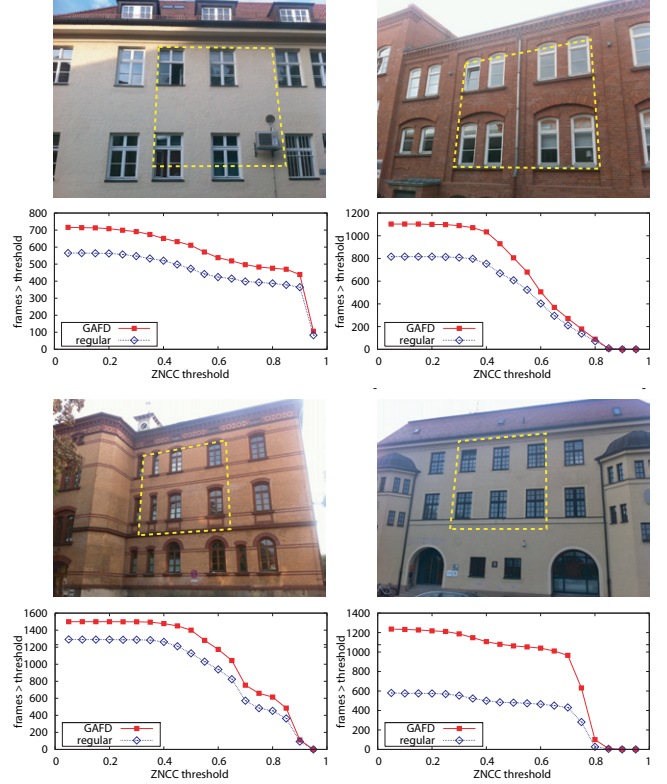 800
700
600
500
400
300
200
100
0
frames > threshold
GAFD
regular
0 0.2 0.4 0.6 0.8 1
ZNCC threshold
1200
1000
800
600
400
200
0
frames > threshold
GAFD
regular
0 0.2 0.4 0.6 0.8 1
ZNCC threshold
1600
1400
1200
1000
800
600
400
200
0
frames > threshold
GAFD
regular
0 0.2 0.4 0.6 0.8 1
ZNCC threshold
1400
1200
1000
800
600
400
200
0
frames > threshold
GAFD
regular
0 0.2 0.4 0.6 0.8 1
ZNCC threshold